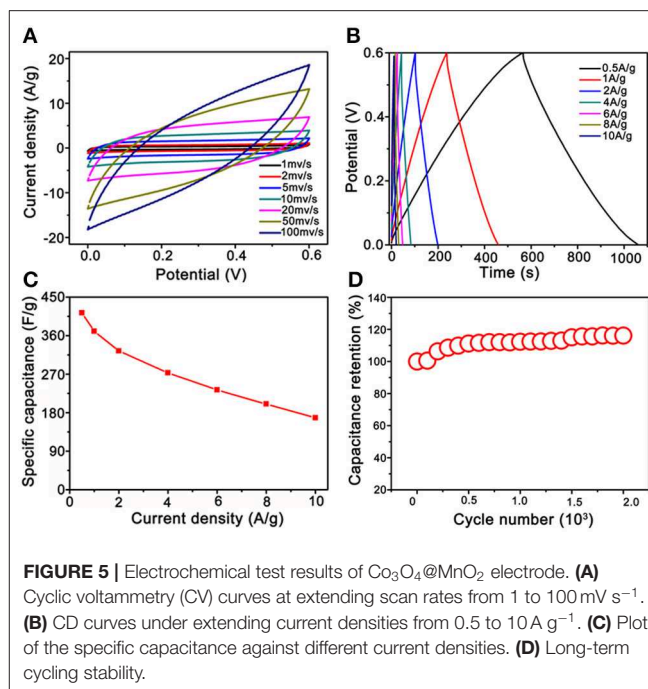 A
Current density (A/g)
20
10
0
-10
-20
1mv/s
2mv/s
5mv/s
10mv/s
20mv/s
50mv/s
100mv/s
0.0 0.2 0.4 0.6
Potential (V)
B
Potential (V)
0.6
0.4
0.2
0.0
0.5A/g
1A/g
2A/g
4A/g
6A/g
8A/g
10A/g
0 200 400 600 800 1000
Time (s)
C
Specific capacitance (F/g)
450
360
270
180
90
0
0 2 4 6 8 10
Current density (A/g)
D
Capacitance retention (%)
140
120
100
80
60
40
20
0 0.5 1.0 1.5 2.0
Cycle number (10³)
FIGURE 5 | Electrochemical test results of Co₃O₄@MnO₂ electrode. (A)
Cyclic voltammetry (CV) curves at extending scan rates from 1 to 100 mV s⁻¹.
(B) CD curves under extending current densities from 0.5 to 10 A g⁻¹. (C) Plot
of the specific capacitance against different current densities. (D) Long-term
cycling stability.